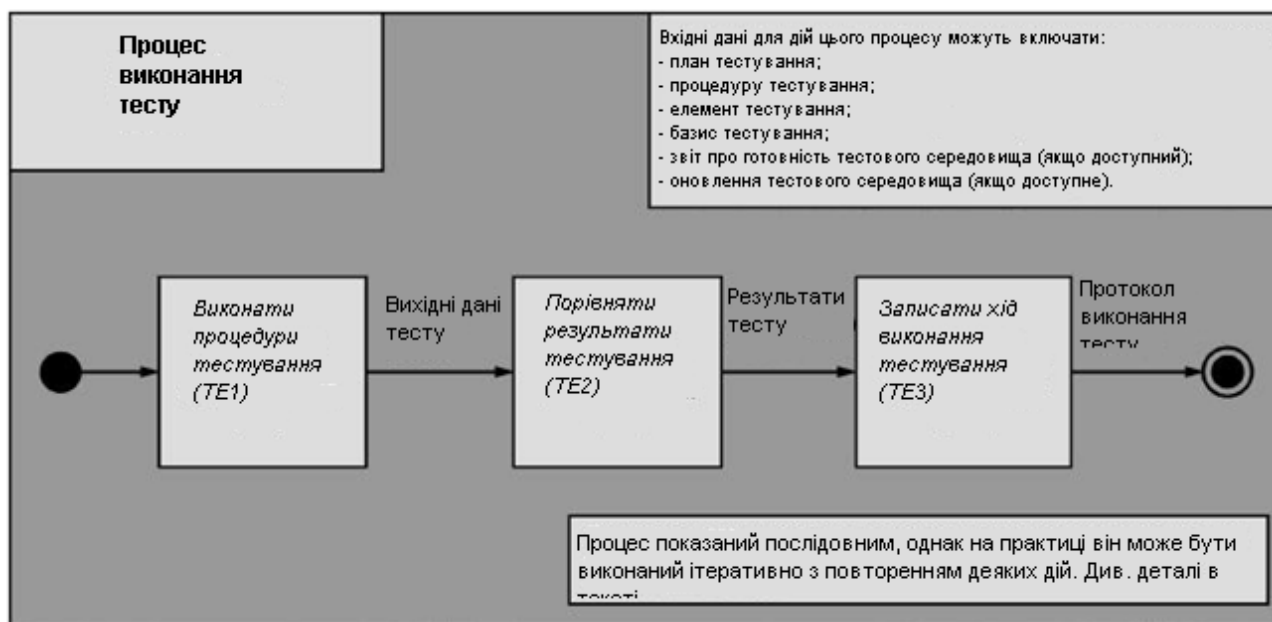 Процес
виконання
тесту
Вхідні дані для дій цього процесу можуть включати:
- план тестування;
- процедуру тестування;
- елемент тестування;
- базис тестування;
- звіт про готовність тестового середовища (якщо доступний);
- оновлення тестового середовища (якщо доступне).
Виконати
процедури
тестування
(TE1)
Вихідні дані
тесту
Порівняти
результати
тестування
(TE2)
Результати
тесту
Записати хід
виконання
тестування
(TE3)
Протокол
виконання
тесту
Процес показаний послідовним, однак на практиці він може бути
виконаний ітеративно з повторенням деяких дій. Див. деталі в
тексті